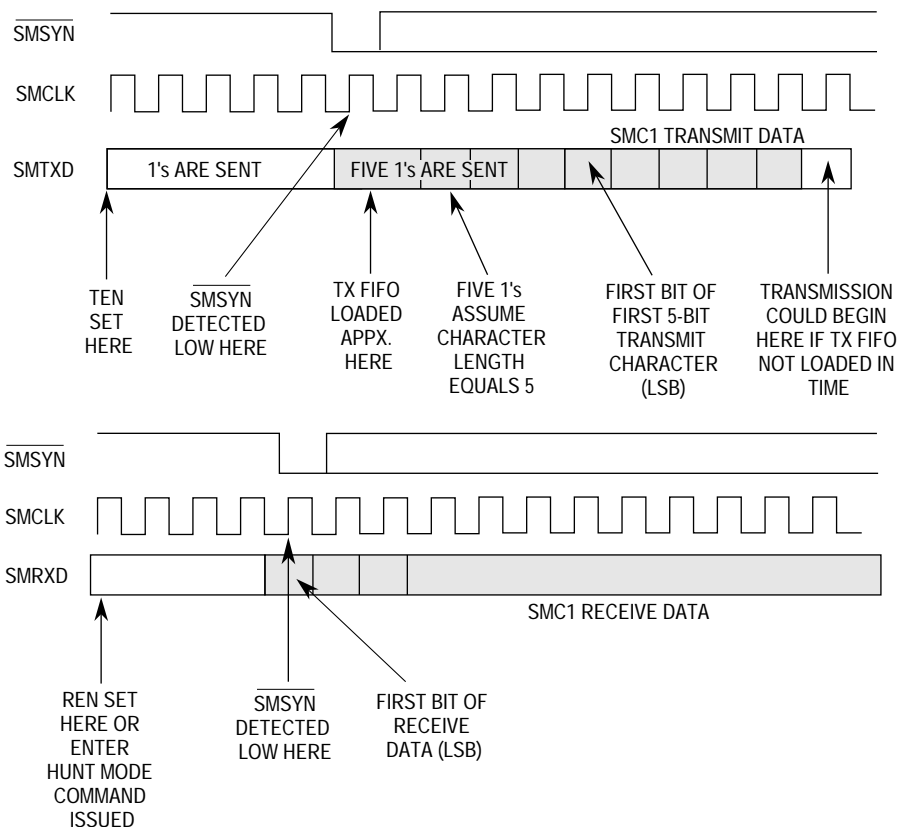 SMSYN
SMCLK
SMC1 TRANSMIT DATA
SMTXD
1's ARE SENT
FIVE 1's ARE SENT
TEN
SET
HERE
SMSYN
DETECTED
LOW HERE
TX FIFO
LOADED
APPX.
HERE
FIVE 1's
ASSUME
CHARACTER
LENGTH
EQUALS 5
FIRST BIT OF
FIRST 5-BIT
TRANSMIT
CHARACTER
(LSB)
TRANSMISSION
COULD BEGIN
HERE IF TX FIFO
NOT LOADED IN
TIME
SMSYN
SMCLK
SMRXD
SMC1 RECEIVE DATA
REN SET
HERE OR
ENTER
HUNT MODE
COMMAND
ISSUED
SMSYN
DETECTED
LOW HERE
FIRST BIT OF
RECEIVE
DATA (LSB)